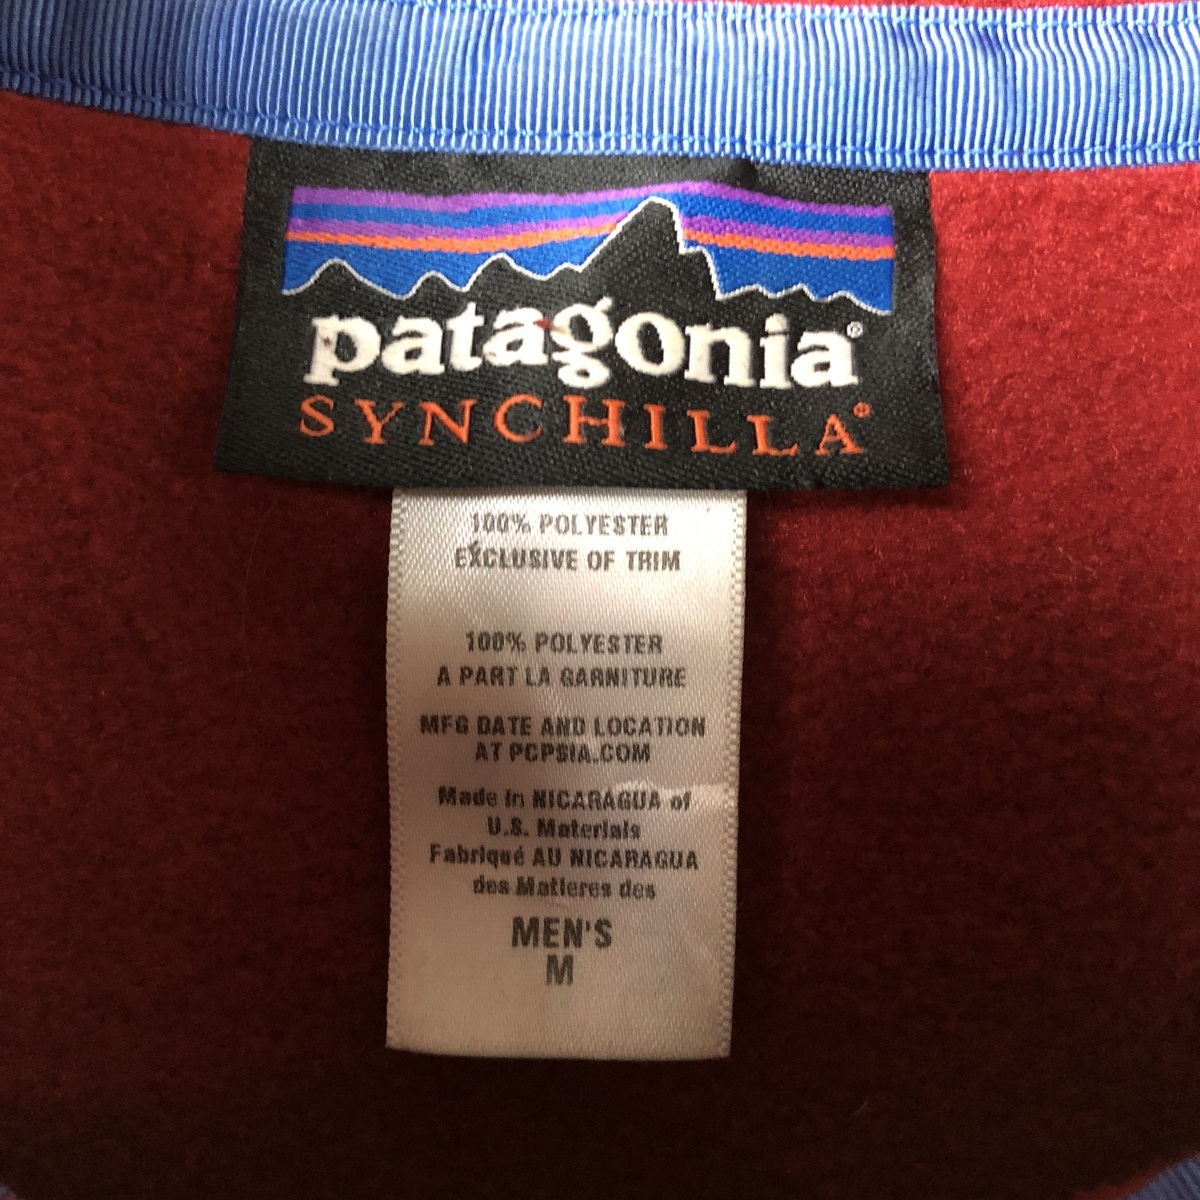 patagonia®
SYNCHILLA®
100% POLYESTER
EXCLUSIVE OF TRIM
100% POLYESTER
A PART LA GARNITURE
MFG DATE AND LOCATION
AT PCPSIA.COM
Made in NICARAGUA of
U.S. Materials
Fabriqué AU NICARAGUA
des Matieres des
MEN'S
M